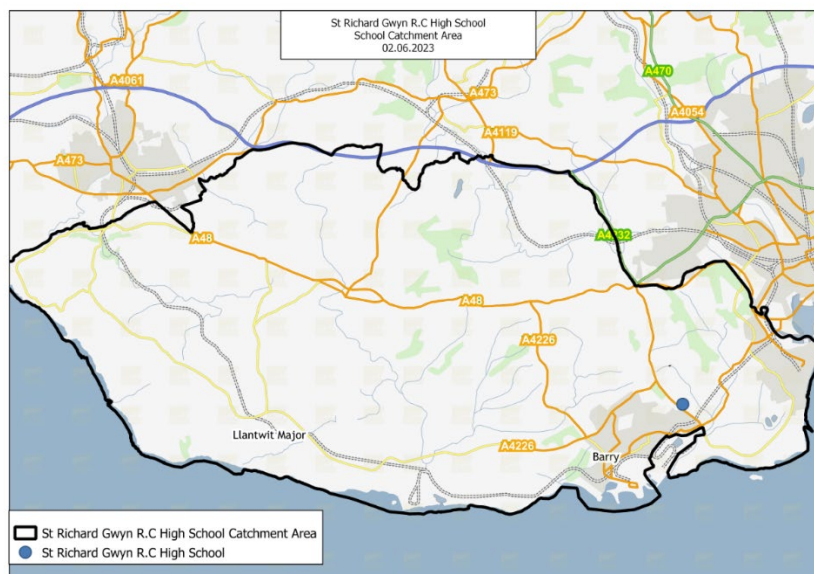 St Richard Gwyn R.C High School
School Catchment Area
02.06.2023
A4061
A470
A473
A4054
A4119
A473
A4232
A48
A48
A4226
Llantwit Major
A4226
Barry
St Richard Gwyn R.C High School Catchment Area
St Richard Gwyn R.C High School